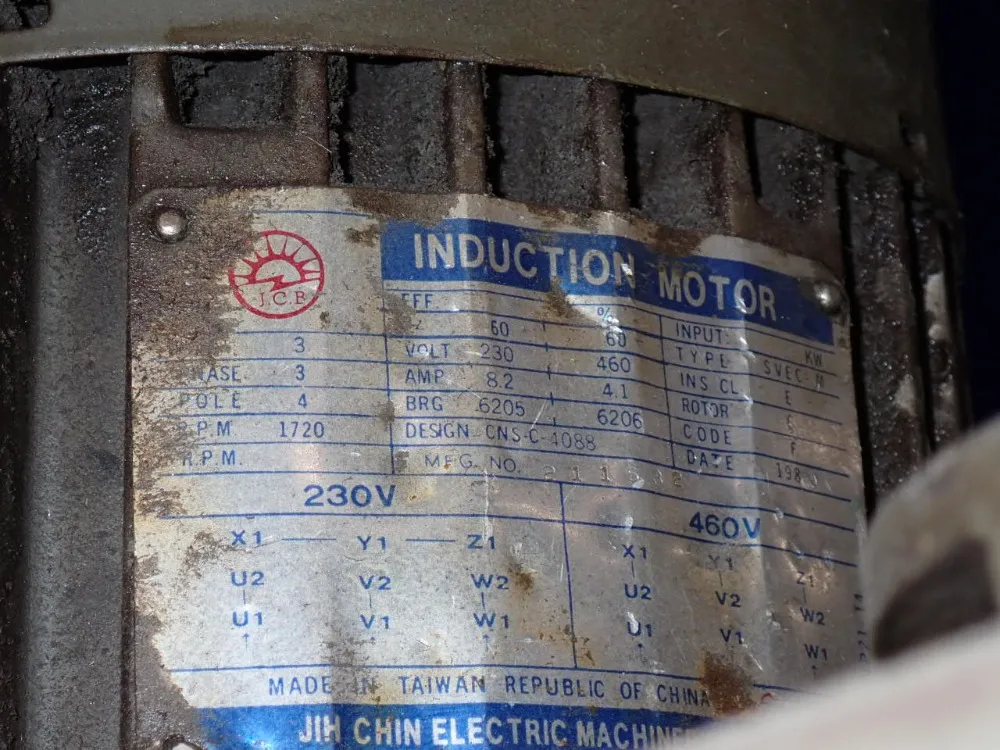 INDUCTION MOTOR
J.C.B
EFF. % INPUT: KW
3 60 60 TYPE SVEC-M
PHASE 3 VOLT 230 460 INS CL E
POLE 4 AMP 8.2 4.1 ROTOR
R.P.M 1720 BRG 6205 6206 CODE F
R.P.M. DESIGN CNS-C-4088 DATE
MFG. NO.
230V 460V
X1 Y1 Z1 X1 Y1 Z1
U2 V2 W2 U2 V2 W2
U1 V1 W1 U1 V1 W1
MADE IN TAIWAN REPUBLIC OF CHINA
JIH CHIN ELECTRIC